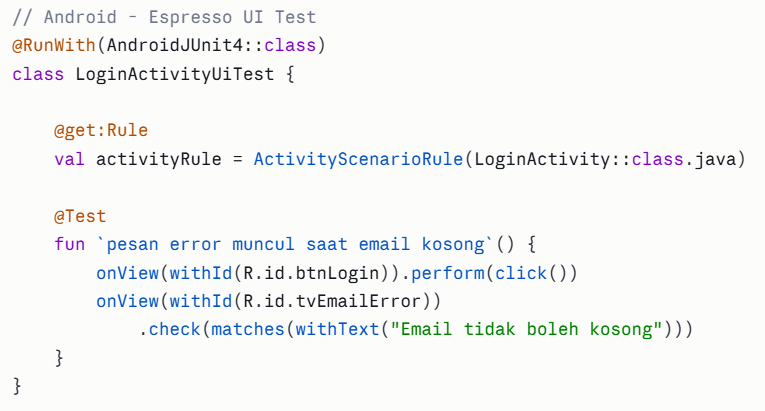 // Android - Espresso UI Test
@RunWith(AndroidJUnit4::class)
class LoginActivityUiTest {

    @get:Rule
    val activityRule = ActivityScenarioRule(LoginActivity::class.java)

    @Test
    fun `pesan error muncul saat email kosong`() {
        onView(withId(R.id.btnLogin)).perform(click())
        onView(withId(R.id.tvEmailError))
            .check(matches(withText("Email tidak boleh kosong")))
    }
}